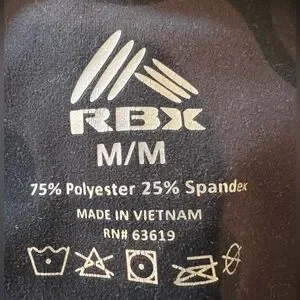 RBX
M/M
75% Polyester 25% Spandex
MADE IN VIETNAM
RN# 63619